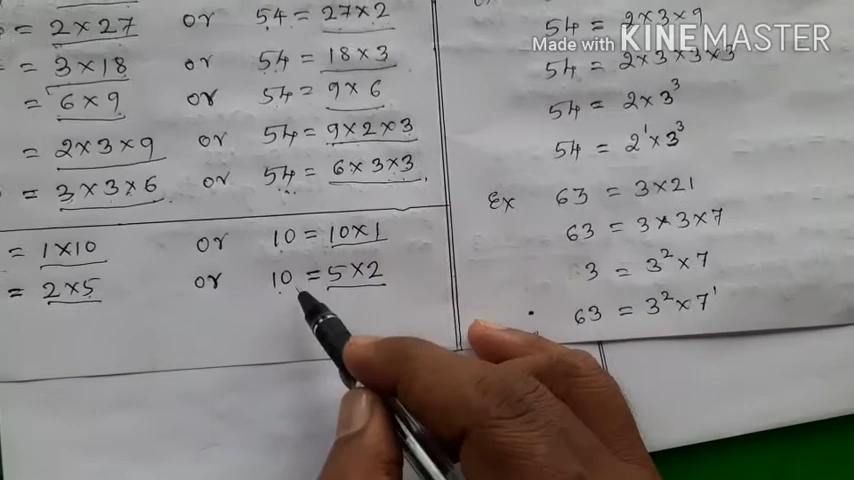 = 2×27 or 54 = 27×2
= 3×18 or 54 = 18×3
= 6×9 or 54 = 9×6
= 2×3×9 or 54 = 9×2×3
= 3×3×6 or 54 = 6×3×3
= 1×10 or 10 = 10×1
= 2×5 or 10 = 5×2
54 = 2×3×9
Made with KINEMASTER
54 = 2×3×3×3
54 = 2×3³
54 = 2¹×3³
Ex 63 = 3×21
63 = 3×3×7
3 = 3²×7
63 = 3²×7¹